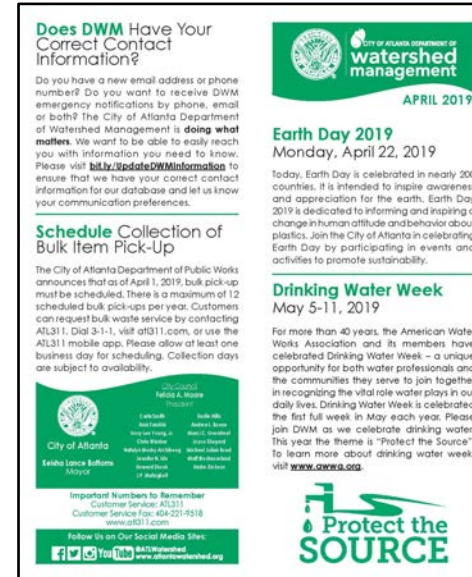 Does DWM Have Your
Correct Contact
Information?
Do you have a new email address or phone
number? Do you want to receive DWM
emergency notifications by phone, email
or both? The City of Atlanta Department
of Watershed Management is doing what
matters. We want to be able to easily reach
you with information you need to know.
Please visit bit.ly/UpdateDWMInformation to
ensure that we have your correct contact
information for our database and let us know
your communication preferences.
Schedule Collection of
Bulk Item Pick-Up
The City of Atlanta Department of Public Works
announces that as of April 1, 2019, bulk pick-up
must be scheduled. There is a maximum of 12
scheduled bulk pick-ups per year. Customers
can request bulk waste service by contacting
ATL311. Dial 3-1-1, visit atl311.com, or use the
ATL311 mobile app. Please allow at least one
business day for scheduling. Collection days
are subject to availability.
City of Atlanta
Keisha Lance Bottoms
Mayor
City Council
Felicia A. Moore
President
Important Numbers to Remember
Customer Service: ATL311
Customer Service Fax: 404-221-9518
www.atl311.com
Follow Us on Our Social Media Sites:
You Tube @ATLWatershed
www.atlantawatershed.org
CITY OF ATLANTA DEPARTMENT OF
watershed
management
APRIL 2019
Earth Day 2019
Monday, April 22, 2019
Today, Earth Day is celebrated in nearly 200
countries. It is intended to inspire awareness
and appreciation for the earth. Earth Day
2019 is dedicated to informing and inspiring a
change in human attitude and behavior about
plastics. Join the City of Atlanta in celebrating
Earth Day by participating in events and
activities to promote sustainability.
Drinking Water Week
May 5-11, 2019
For more than 40 years, the American Water
Works Association and its members have
celebrated Drinking Water Week – a unique
opportunity for both water professionals and
the communities they serve to join together
in recognizing the vital role water plays in our
daily lives. Drinking Water Week is celebrated
the first full week in May each year. Please
join DWM as we celebrate drinking water.
This year the theme is "Protect the Source"
To learn more about drinking water week
visit www.awwa.org.
Protect the
SOURCE